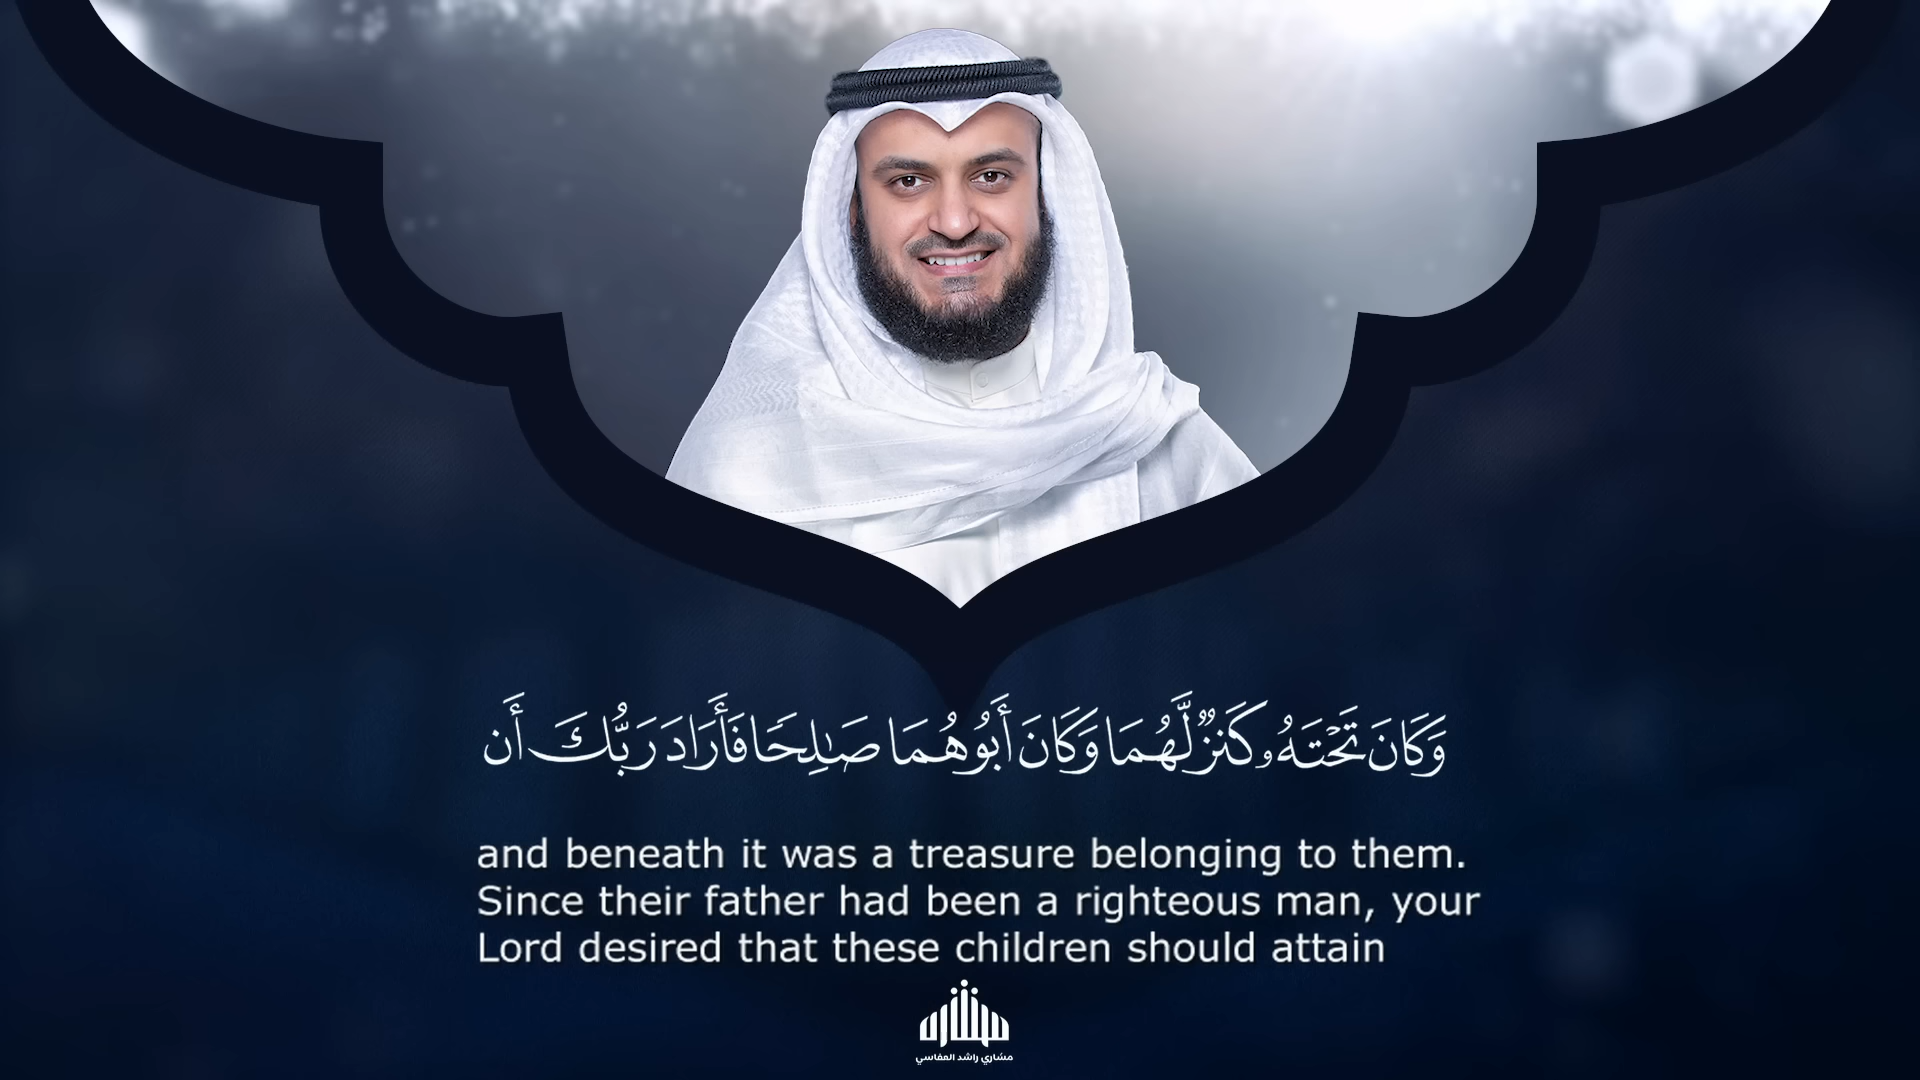 وَكَانَ تَحْتَهُۥ كَنزٌ لَّهُمَا وَكَانَ أَبُوهُمَا صَٰلِحًا فَأَرَادَ رَبُّكَ أَن
and beneath it was a treasure belonging to them.
Since their father had been a righteous man, your
Lord desired that these children should attain
مشاري
مشاري راشد العفاسي